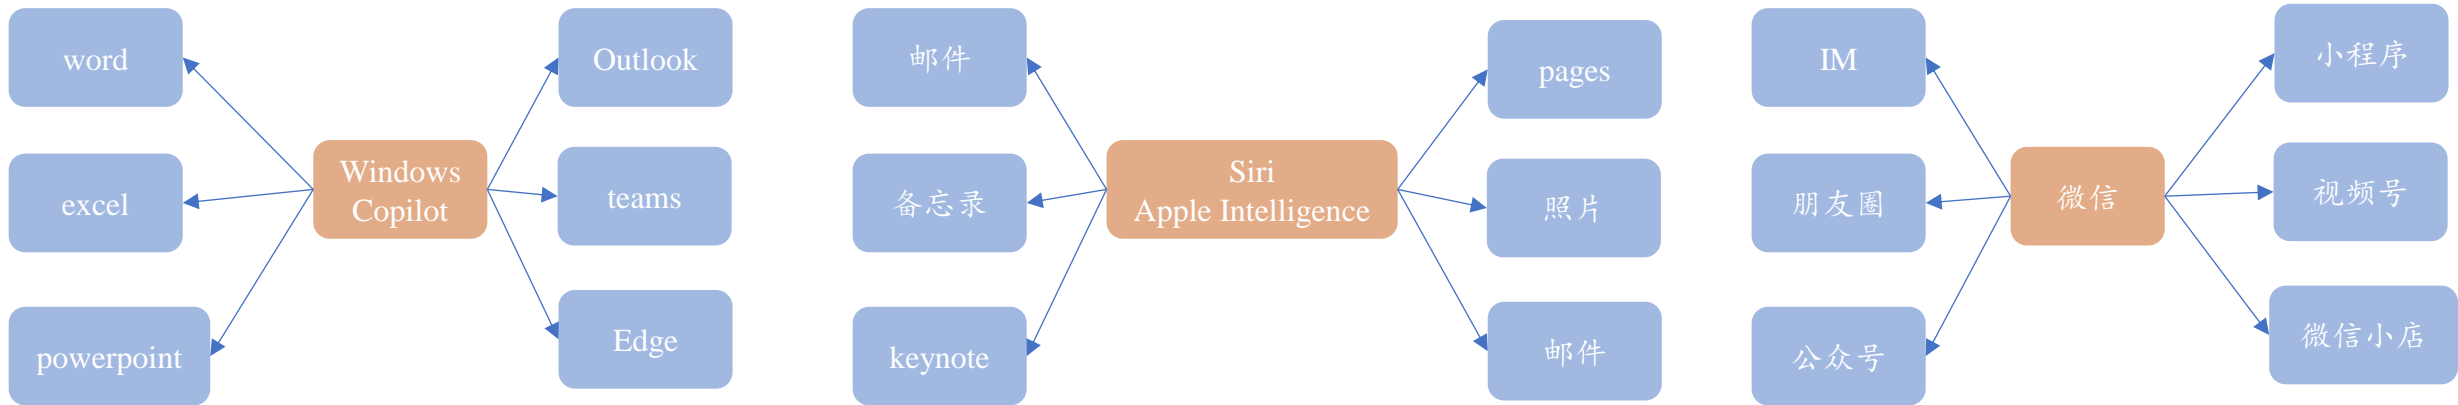 word
excel
powerpoint
Windows
Copilot
Outlook
teams
Edge
邮件
备忘录
keynote
Siri
Apple Intelligence
pages
照片
邮件
IM
朋友圈
公众号
微信
小程序
视频号
微信小店